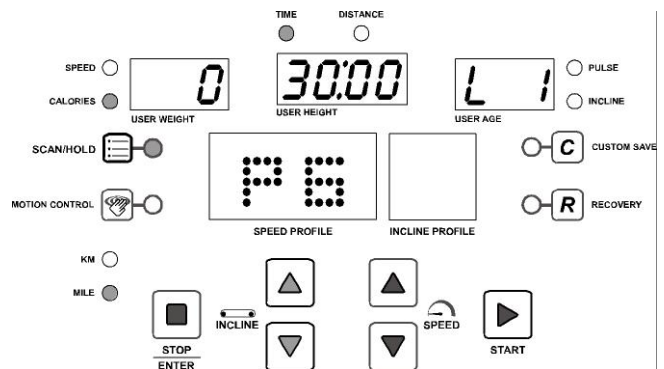 TIME DISTANCE
SPEED 0 30:00 L 1 PULSE
CALORIES INCLINE
USER WEIGHT USER HEIGHT USER AGE
SCAN/HOLD P6 C CUSTOM SAVE
MOTION CONTROL R RECOVERY
SPEED PROFILE INCLINE PROFILE
KM
MILE
INCLINE SPEED
STOP START
ENTER